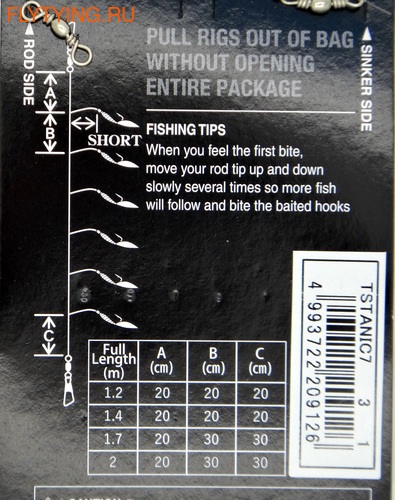 FLYTYING.RU
PULL RIGS OUT OF BAG
WITHOUT OPENING
ENTIRE PACKAGE
ROD SIDE
SINKER SIDE
A
B
SHORT
C
FISHING TIPS
When you feel the first bite,
move your rod tip up and down
slowly several times so more fish
will follow and bite the baited hooks
Full Length (m) A (cm) B (cm) C (cm)
1.2 20 20 20
1.4 20 20 20
1.7 20 30 30
2 20 30 30
TSTANIC7 3 1
4 993722 209126